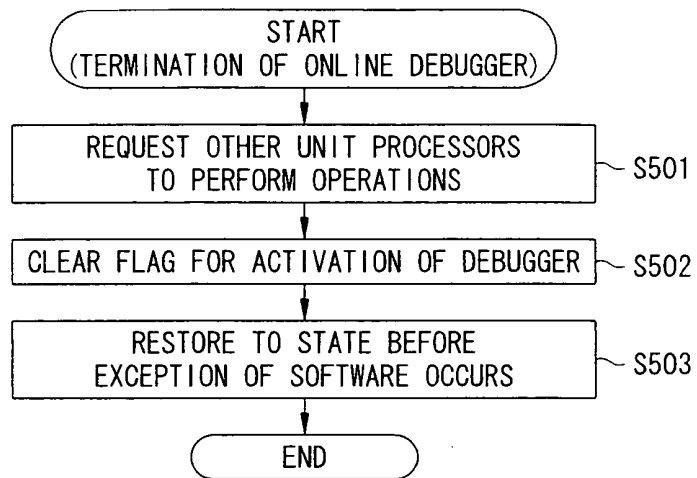 START
(TERMINATION OF ONLINE DEBUGGER)
REQUEST OTHER UNIT PROCESSORS
TO PERFORM OPERATIONS
S501
CLEAR FLAG FOR ACTIVATION OF DEBUGGER
S502
RESTORE TO STATE BEFORE
EXCEPTION OF SOFTWARE OCCURS
S503
END